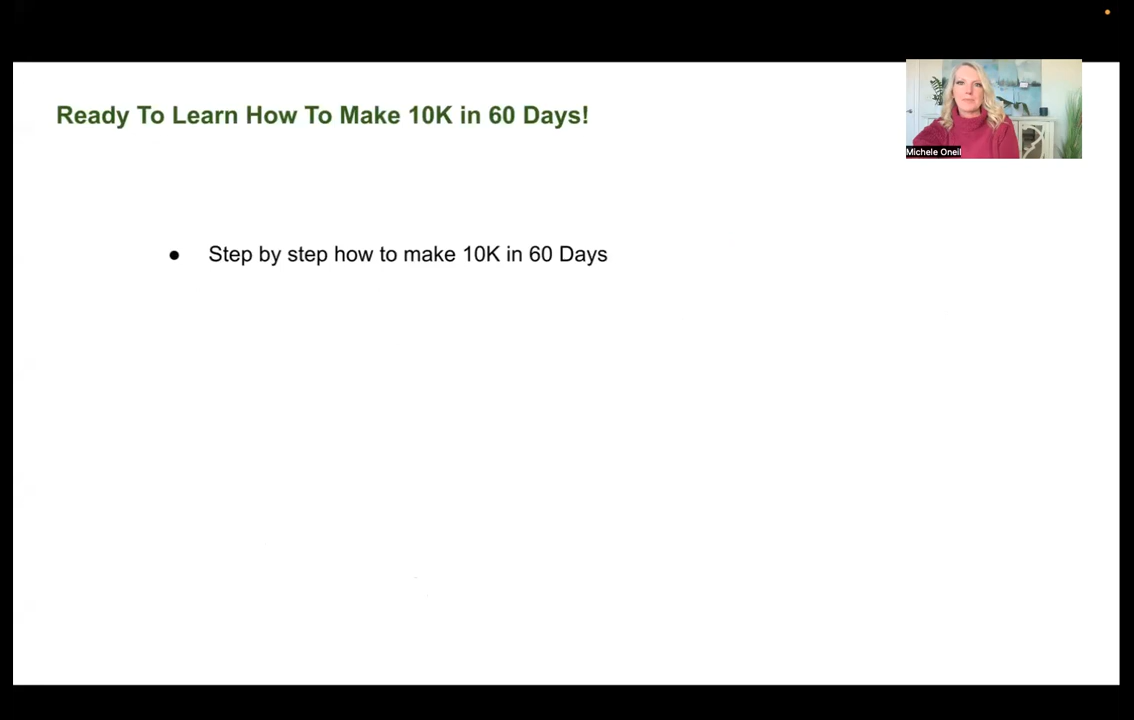 Ready To Learn How To Make 10K in 60 Days!
Michele Oneil
● Step by step how to make 10K in 60 Days